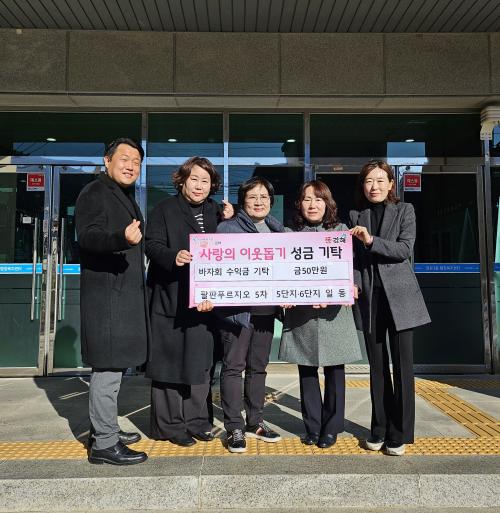 사랑의 이웃돕기 성금 기탁
바자회 수익금 기탁 금50만원
팔판푸르지오 5차 5단지·6단지 일 동